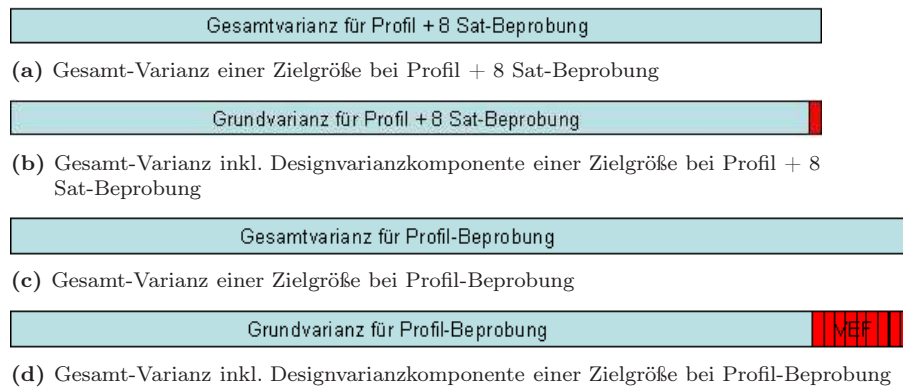 Gesamtvarianz für Profil + 8 Sat-Beprobung
(a) Gesamt-Varianz einer Zielgröße bei Profil + 8 Sat-Beprobung
Grundvarianz für Profil + 8 Sat-Beprobung
(b) Gesamt-Varianz inkl. Designvarianzkomponente einer Zielgröße bei Profil + 8
Sat-Beprobung
Gesamtvarianz für Profil-Beprobung
(c) Gesamt-Varianz einer Zielgröße bei Profil-Beprobung
Grundvarianz für Profil-Beprobung
VEF
(d) Gesamt-Varianz inkl. Designvarianzkomponente einer Zielgröße bei Profil-Beprobung